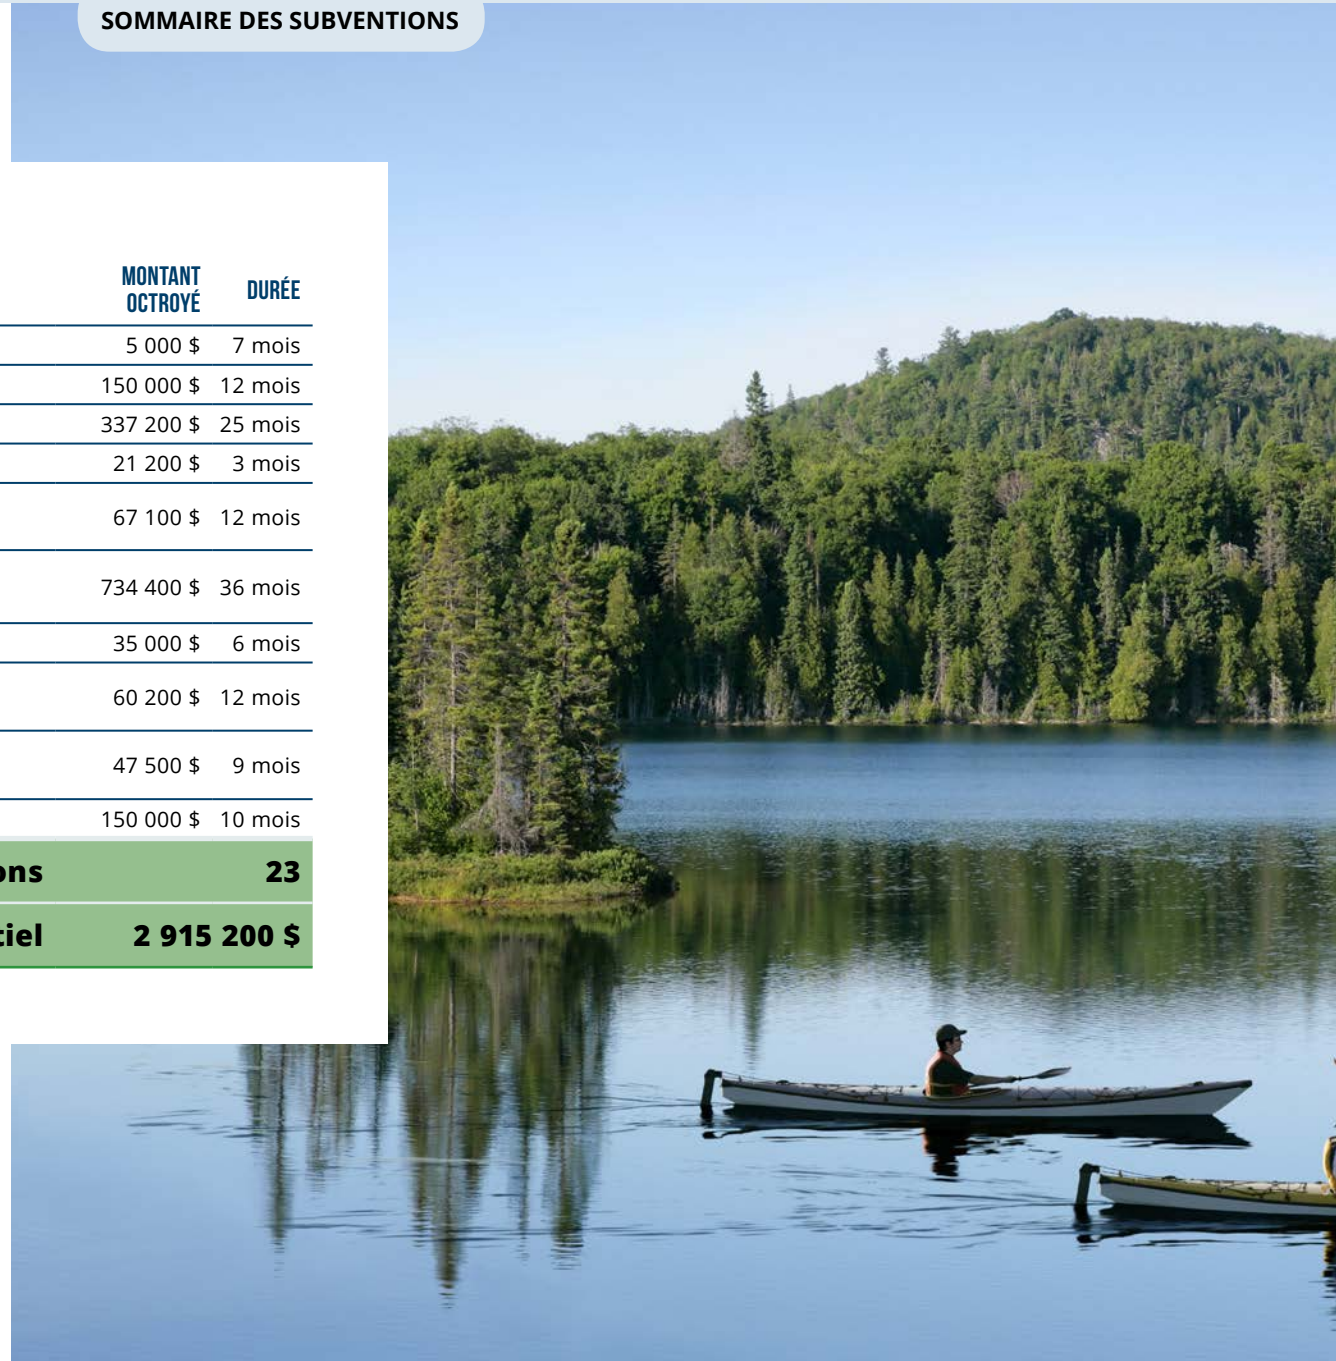 SOMMAIRE DES SUBVENTIONS
MONTANT
OCTROYÉ
DURÉE
5 000 $ 7 mois
150 000 $ 12 mois
337 200 $ 25 mois
21 200 $ 3 mois
67 100 $ 12 mois
734 400 $ 36 mois
35 000 $ 6 mois
60 200 $ 12 mois
47 500 $ 9 mois
150 000 $ 10 mois
ons 23
tiel 2 915 200 $